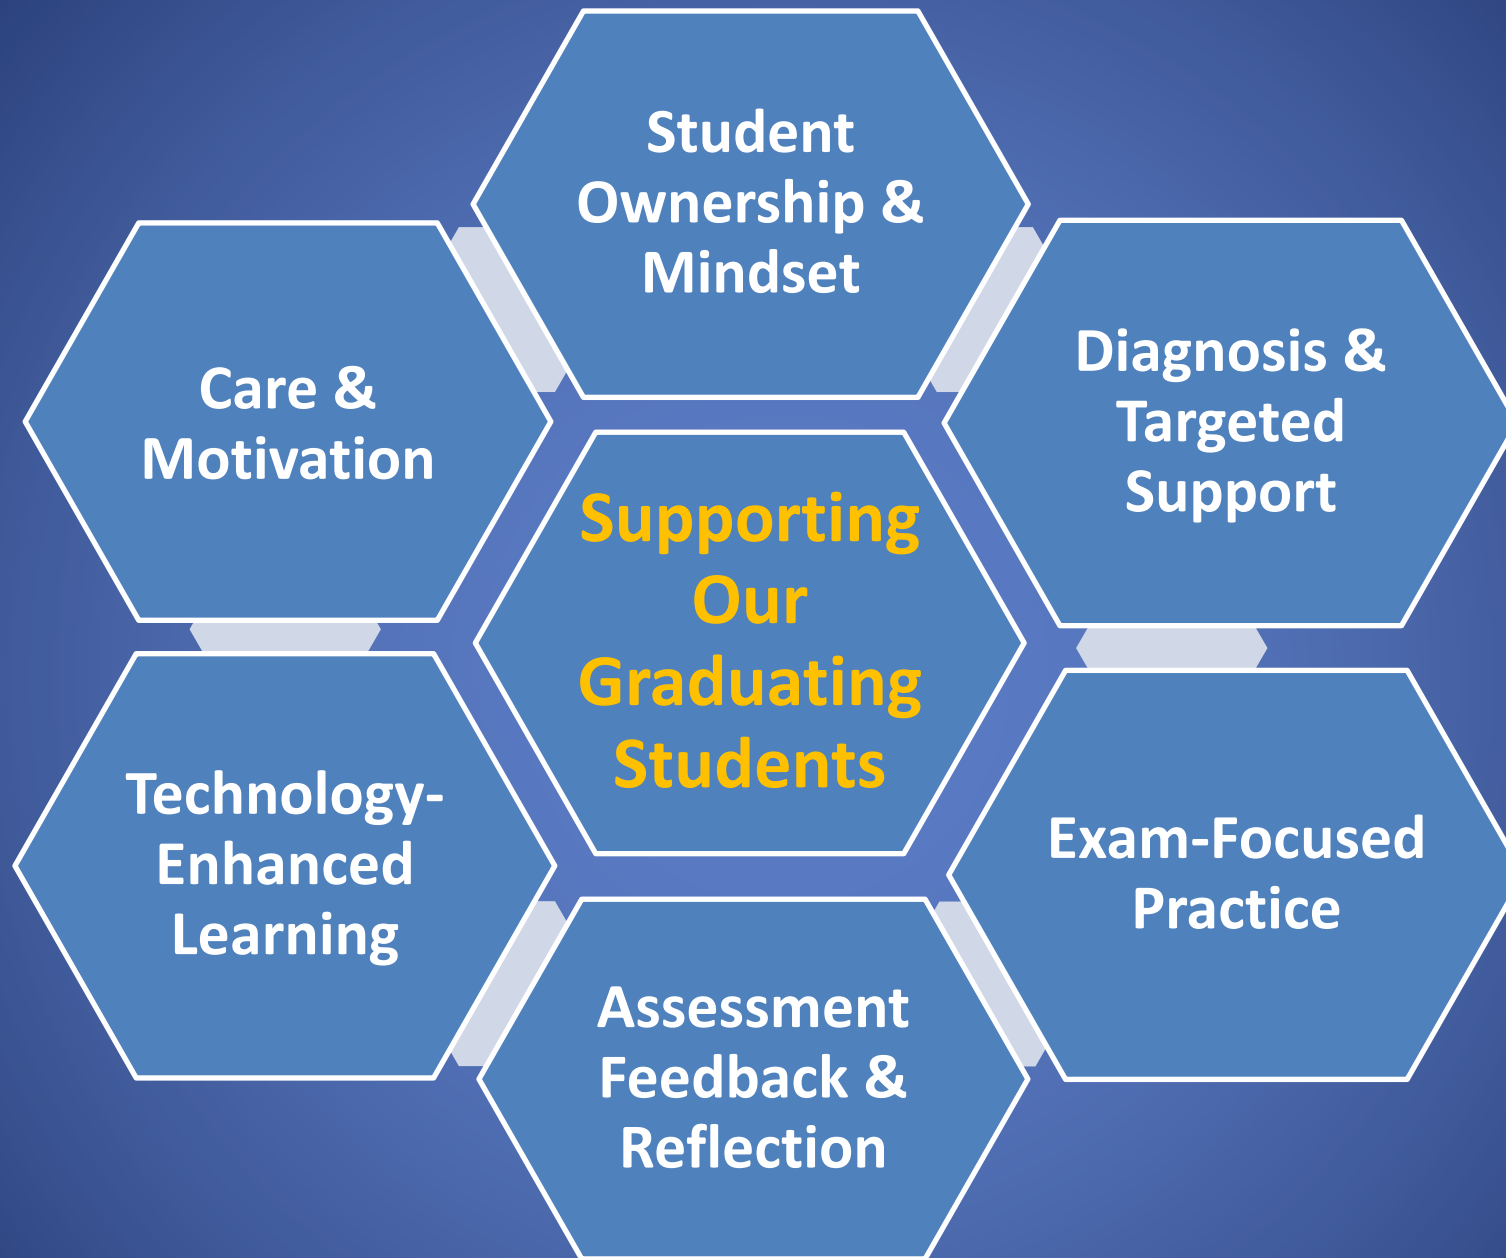 Student
Ownership &
Mindset
Diagnosis &
Targeted
Support
Care &
Motivation
Supporting
Our
Graduating
Students
Technology-
Enhanced
Learning
Exam-Focused
Practice
Assessment
Feedback &
Reflection